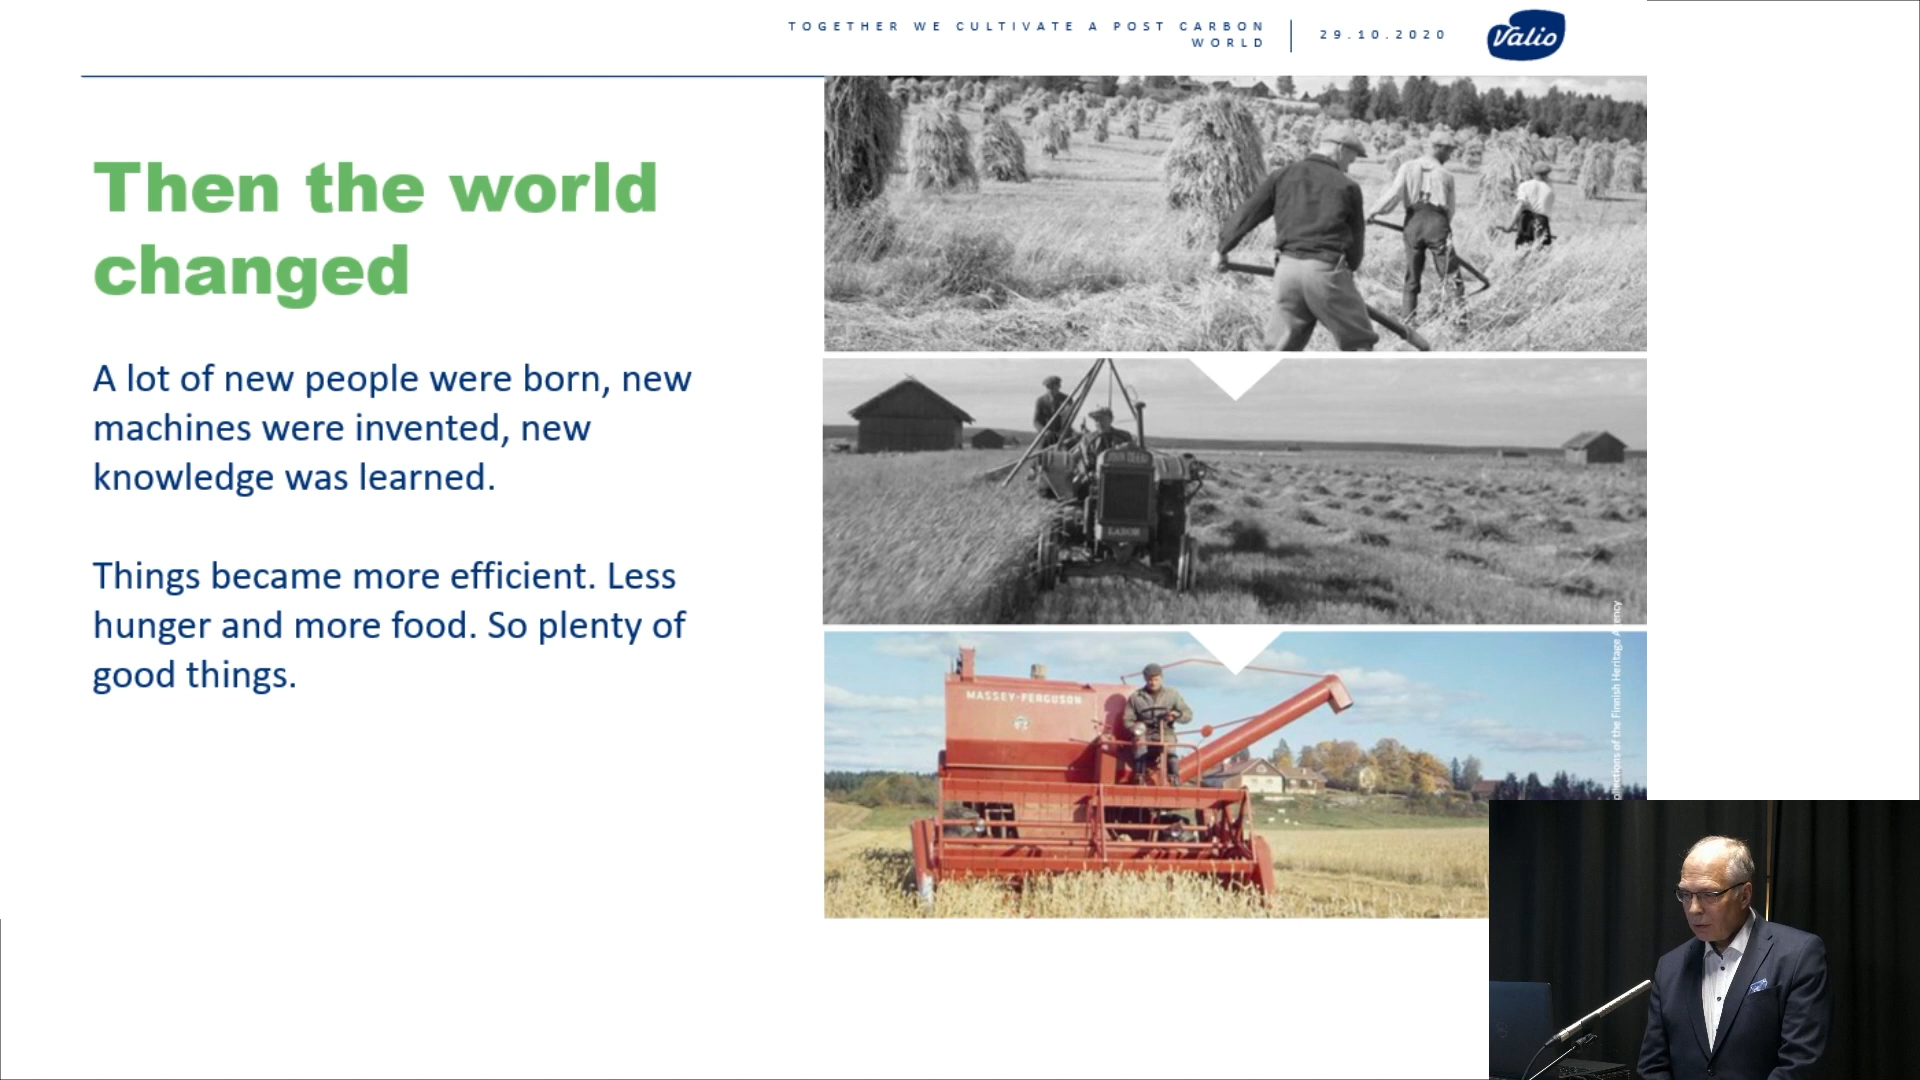 TOGETHER WE CULTIVATE A POST CARBON
WORLD
29.10.2020
Valio
Then the world
changed
A lot of new people were born, new
machines were invented, new
knowledge was learned.
Things became more efficient. Less
hunger and more food. So plenty of
good things.
MASSEY-FERGUSON
of the Finnish Heritage